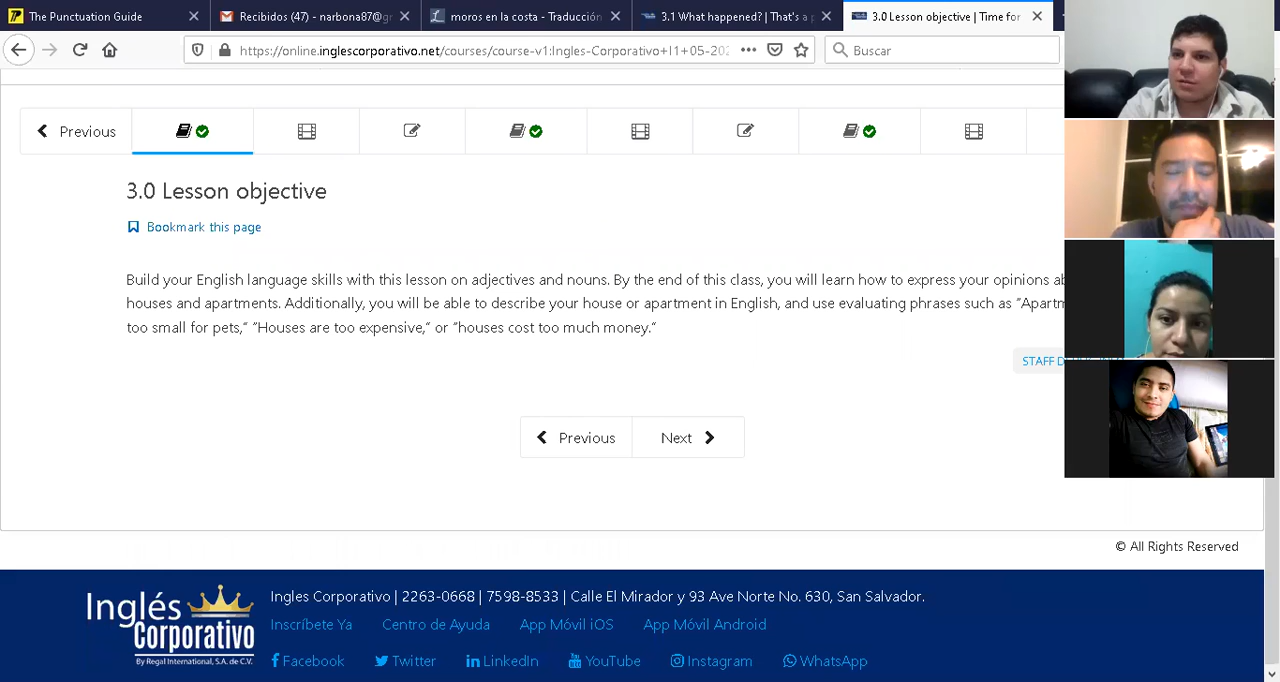 The Punctuation Guide
Recibidos (47) - narbona87@gr
moros en la costa - Traducción
3.1 What happened? | That's a p
3.0 Lesson objective | Time for
https://online.inglescorporativo.net/courses/course-v1:Ingles-Corporativo+I1+05-202
Buscar
Previous
3.0 Lesson objective
Bookmark this page
Build your English language skills with this lesson on adjectives and nouns. By the end of this class, you will learn how to express your opinions ab
houses and apartments. Additionally, you will be able to describe your house or apartment in English, and use evaluating phrases such as "Apartm
too small for pets," "Houses are too expensive," or "houses cost too much money."
STAFF D
Previous
Next
© All Rights Reserved
Inglés Corporativo
By Regal International, S.A. de C.V.
Ingles Corporativo | 2263-0668 | 7598-8533 | Calle El Mirador y 93 Ave Norte No. 630, San Salvador.
Inscríbete Ya Centro de Ayuda App Móvil iOS App Móvil Android
Facebook Twitter LinkedIn YouTube Instagram WhatsApp